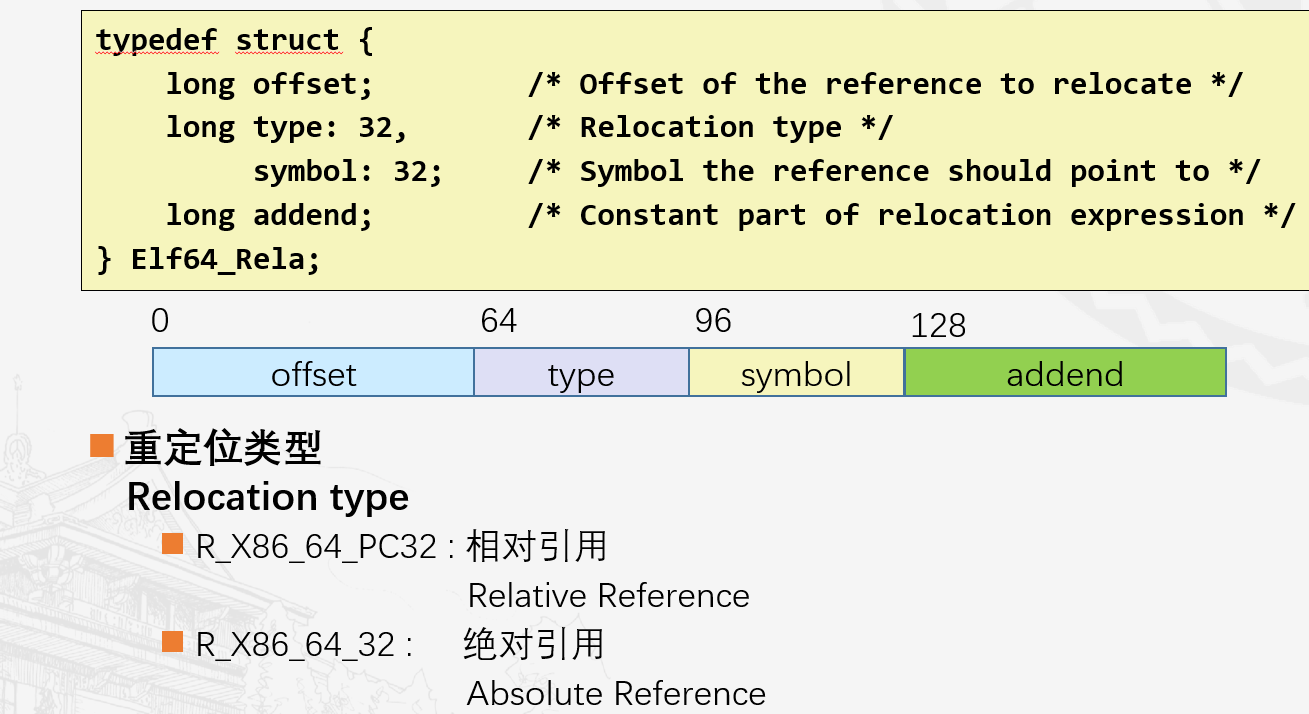 typedef struct {
    long offset;         /* Offset of the reference to relocate */
    long type: 32,       /* Relocation type */
         symbol: 32;     /* Symbol the reference should point to */
    long addend;         /* Constant part of relocation expression */
} Elf64_Rela;
0 64 96 128
offset type symbol addend
重定位类型
Relocation type
R_X86_64_PC32 : 相对引用
Relative Reference
R_X86_64_32 : 绝对引用
Absolute Reference